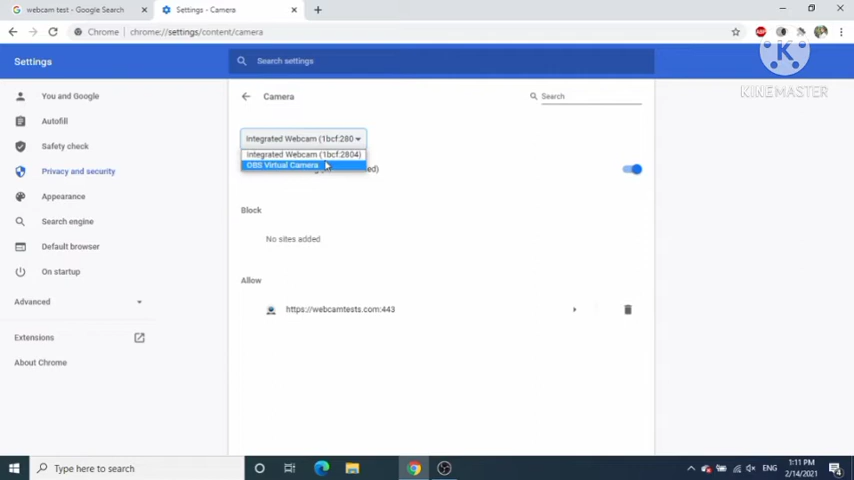 webcam test - Google Search
Settings - Camera
Chrome
chrome://settings/content/camera
K
KINEMASTER
Settings
Search settings
You and Google
Autofill
Safety check
Privacy and security
Appearance
Search engine
Default browser
On startup
Advanced
Extensions
About Chrome
Camera
Search
Integrated Webcam (1bcf:280
Integrated Webcam (1bcf:2804)
OBS Virtual Camera
Block
No sites added
Allow
https://webcamtests.com:443
Type here to search
ENG
1:11 PM
2/14/2021
4